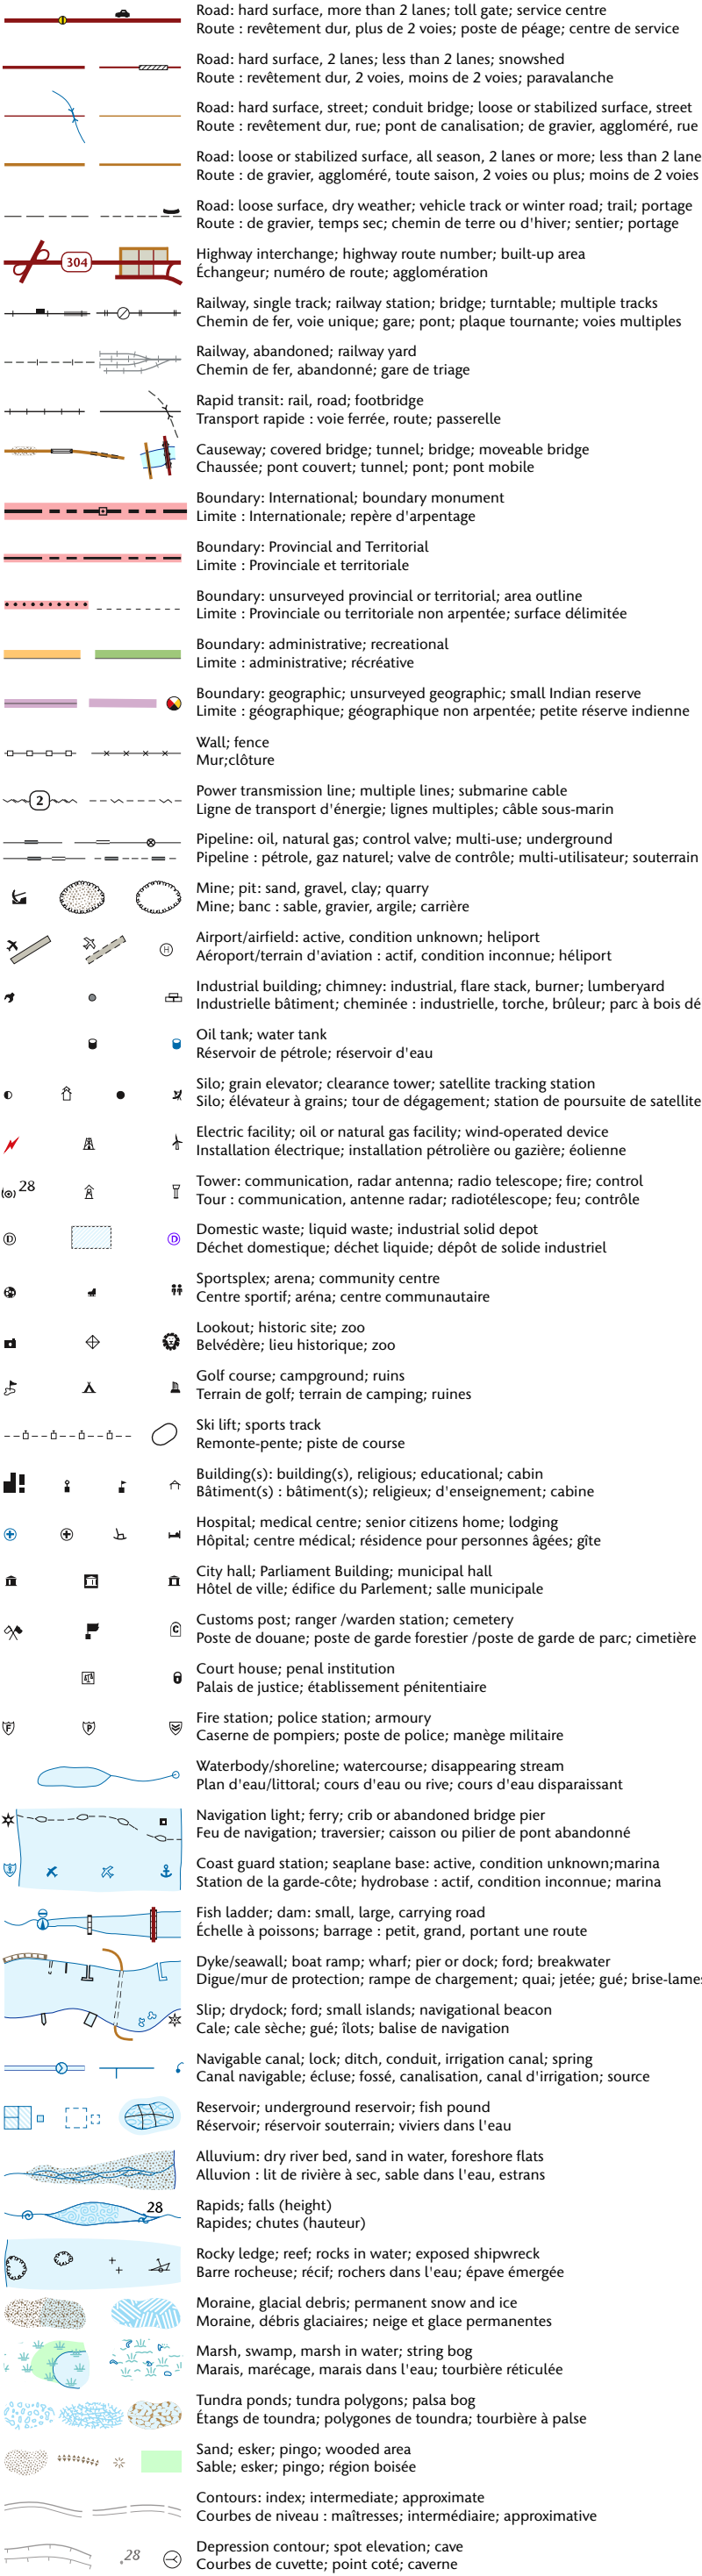 Road: hard surface, more than 2 lanes; toll gate; service centre
Route : revêtement dur, plus de 2 voies; poste de péage; centre de service
Road: hard surface, 2 lanes; less than 2 lanes; snowshed
Route : revêtement dur, 2 voies, moins de 2 voies; paravalanche
Road: hard surface, street; conduit bridge; loose or stabilized surface, street
Route : revêtement dur, rue; pont de canalisation; de gravier, aggloméré, rue
Road: loose or stabilized surface, all season, 2 lanes or more; less than 2 lane
Route : de gravier, aggloméré, toute saison, 2 voies ou plus; moins de 2 voies
Road: loose surface, dry weather; vehicle track or winter road; trail; portage
Route : de gravier, temps sec; chemin de terre ou d'hiver; sentier; portage
304
Highway interchange; highway route number; built-up area
Échangeur; numéro de route; agglomération
Railway, single track; railway station; bridge; turntable; multiple tracks
Chemin de fer, voie unique; gare; pont; plaque tournante; voies multiples
Railway, abandoned; railway yard
Chemin de fer, abandonné; gare de triage
Rapid transit: rail, road; footbridge
Transport rapide : voie ferrée, route; passerelle
Causeway; covered bridge; tunnel; bridge; moveable bridge
Chaussée; pont couvert; tunnel; pont; pont mobile
Boundary: International; boundary monument
Limite : Internationale; repère d'arpentage
Boundary: Provincial and Territorial
Limite : Provinciale et territoriale
Boundary: unsurveyed provincial or territorial; area outline
Limite : Provinciale ou territoriale non arpentée; surface délimitée
Boundary: administrative; recreational
Limite : administrative; récréative
Boundary: geographic; unsurveyed geographic; small Indian reserve
Limite : géographique; géographique non arpentée; petite réserve indienne
Wall; fence
Mur;clôture
2
Power transmission line; multiple lines; submarine cable
Ligne de transport d'énergie; lignes multiples; câble sous-marin
Pipeline: oil, natural gas; control valve; multi-use; underground
Pipeline : pétrole, gaz naturel; valve de contrôle; multi-utilisateur; souterrain
Mine; pit: sand, gravel, clay; quarry
Mine; banc : sable, gravier, argile; carrière
H
Airport/airfield: active, condition unknown; heliport
Aéroport/terrain d'aviation : actif, condition inconnue; héliport
Industrial building; chimney: industrial, flare stack, burner; lumberyard
Industrielle bâtiment; cheminée : industrielle, torche, brûleur; parc à bois dé
Oil tank; water tank
Réservoir de pétrole; réservoir d'eau
Silo; grain elevator; clearance tower; satellite tracking station
Silo; élévateur à grains; tour de dégagement; station de poursuite de satellite
Electric facility; oil or natural gas facility; wind-operated device
Installation électrique; installation pétrolière ou gazière; éolienne
28
Tower: communication, radar antenna; radio telescope; fire; control
Tour : communication, antenne radar; radiotélescope; feu; contrôle
D D
Domestic waste; liquid waste; industrial solid depot
Déchet domestique; déchet liquide; dépôt de solide industriel
Sportsplex; arena; community centre
Centre sportif; aréna; centre communautaire
Lookout; historic site; zoo
Belvédère; lieu historique; zoo
Golf course; campground; ruins
Terrain de golf; terrain de camping; ruines
Ski lift; sports track
Remonte-pente; piste de course
Building(s): building(s), religious; educational; cabin
Bâtiment(s) : bâtiment(s); religieux; d'enseignement; cabine
Hospital; medical centre; senior citizens home; lodging
Hôpital; centre médical; résidence pour personnes âgées; gîte
City hall; Parliament Building; municipal hall
Hôtel de ville; édifice du Parlement; salle municipale
C
Customs post; ranger /warden station; cemetery
Poste de douane; poste de garde forestier /poste de garde de parc; cimetière
Court house; penal institution
Palais de justice; établissement pénitentiaire
F P
Fire station; police station; armoury
Caserne de pompiers; poste de police; manège militaire
Waterbody/shoreline; watercourse; disappearing stream
Plan d'eau/littoral; cours d'eau ou rive; cours d'eau disparaissant
Navigation light; ferry; crib or abandoned bridge pier
Feu de navigation; traversier; caisson ou pilier de pont abandonné
Coast guard station; seaplane base: active, condition unknown;marina
Station de la garde-côte; hydrobase : actif, condition inconnue; marina
Fish ladder; dam: small, large, carrying road
Échelle à poissons; barrage : petit, grand, portant une route
Dyke/seawall; boat ramp; wharf; pier or dock; ford; breakwater
Digue/mur de protection; rampe de chargement; quai; jetée; gué; brise-lames
Slip; drydock; ford; small islands; navigational beacon
Cale; cale sèche; gué; îlots; balise de navigation
Navigable canal; lock; ditch, conduit, irrigation canal; spring
Canal navigable; écluse; fossé, canalisation, canal d'irrigation; source
Reservoir; underground reservoir; fish pound
Réservoir; réservoir souterrain; viviers dans l'eau
Alluvium: dry river bed, sand in water, foreshore flats
Alluvion : lit de rivière à sec, sable dans l'eau, estrans
28
Rapids; falls (height)
Rapides; chutes (hauteur)
Rocky ledge; reef; rocks in water; exposed shipwreck
Barre rocheuse; récif; rochers dans l'eau; épave émergée
Moraine, glacial debris; permanent snow and ice
Moraine, débris glaciaires; neige et glace permanentes
Marsh, swamp, marsh in water; string bog
Marais, marécage, marais dans l'eau; tourbière réticulée
Tundra ponds; tundra polygons; palsa bog
Étangs de toundra; polygones de toundra; tourbière à palse
Sand; esker; pingo; wooded area
Sable; esker; pingo; région boisée
Contours: index; intermediate; approximate
Courbes de niveau : maîtresses; intermédiaire; approximative
.28
Depression contour; spot elevation; cave
Courbes de cuvette; point coté; caverne